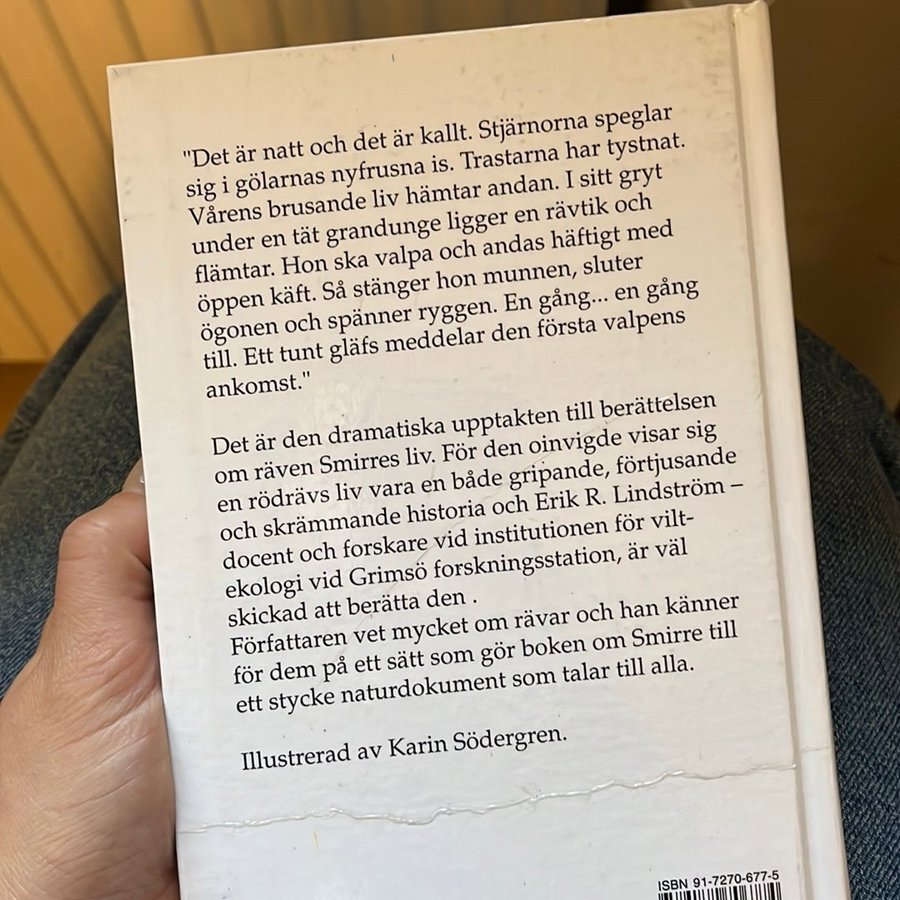 "Det är natt och det är kallt. Stjärnorna speglar
sig i gölarnas nyfrusna is. Trastarna har tystnat.
Vårens brusande liv hämtar andan. I sitt gryt
under en tät grandunge ligger en rävtik och
flämtar. Hon ska valpa och andas häftigt med
öppen käft. Så stänger hon munnen, sluter
ögonen och spänner ryggen. En gång... en gång
till. Ett tunt gläfs meddelar den första valpens
ankomst."
Det är den dramatiska upptakten till berättelsen
om räven Smirres liv. För den oinvigde visar sig
en rödrävs liv vara en både gripande, förtjusande
och skrämmande historia och Erik R. Lindström –
docent och forskare vid institutionen för vilt-
ekologi vid Grimsö forskningsstation, är väl
skickad att berätta den .
Författaren vet mycket om rävar och han känner
för dem på ett sätt som gör boken om Smirre till
ett stycke naturdokument som talar till alla.
Illustrerad av Karin Södergren.
ISBN 91-7270-677-5